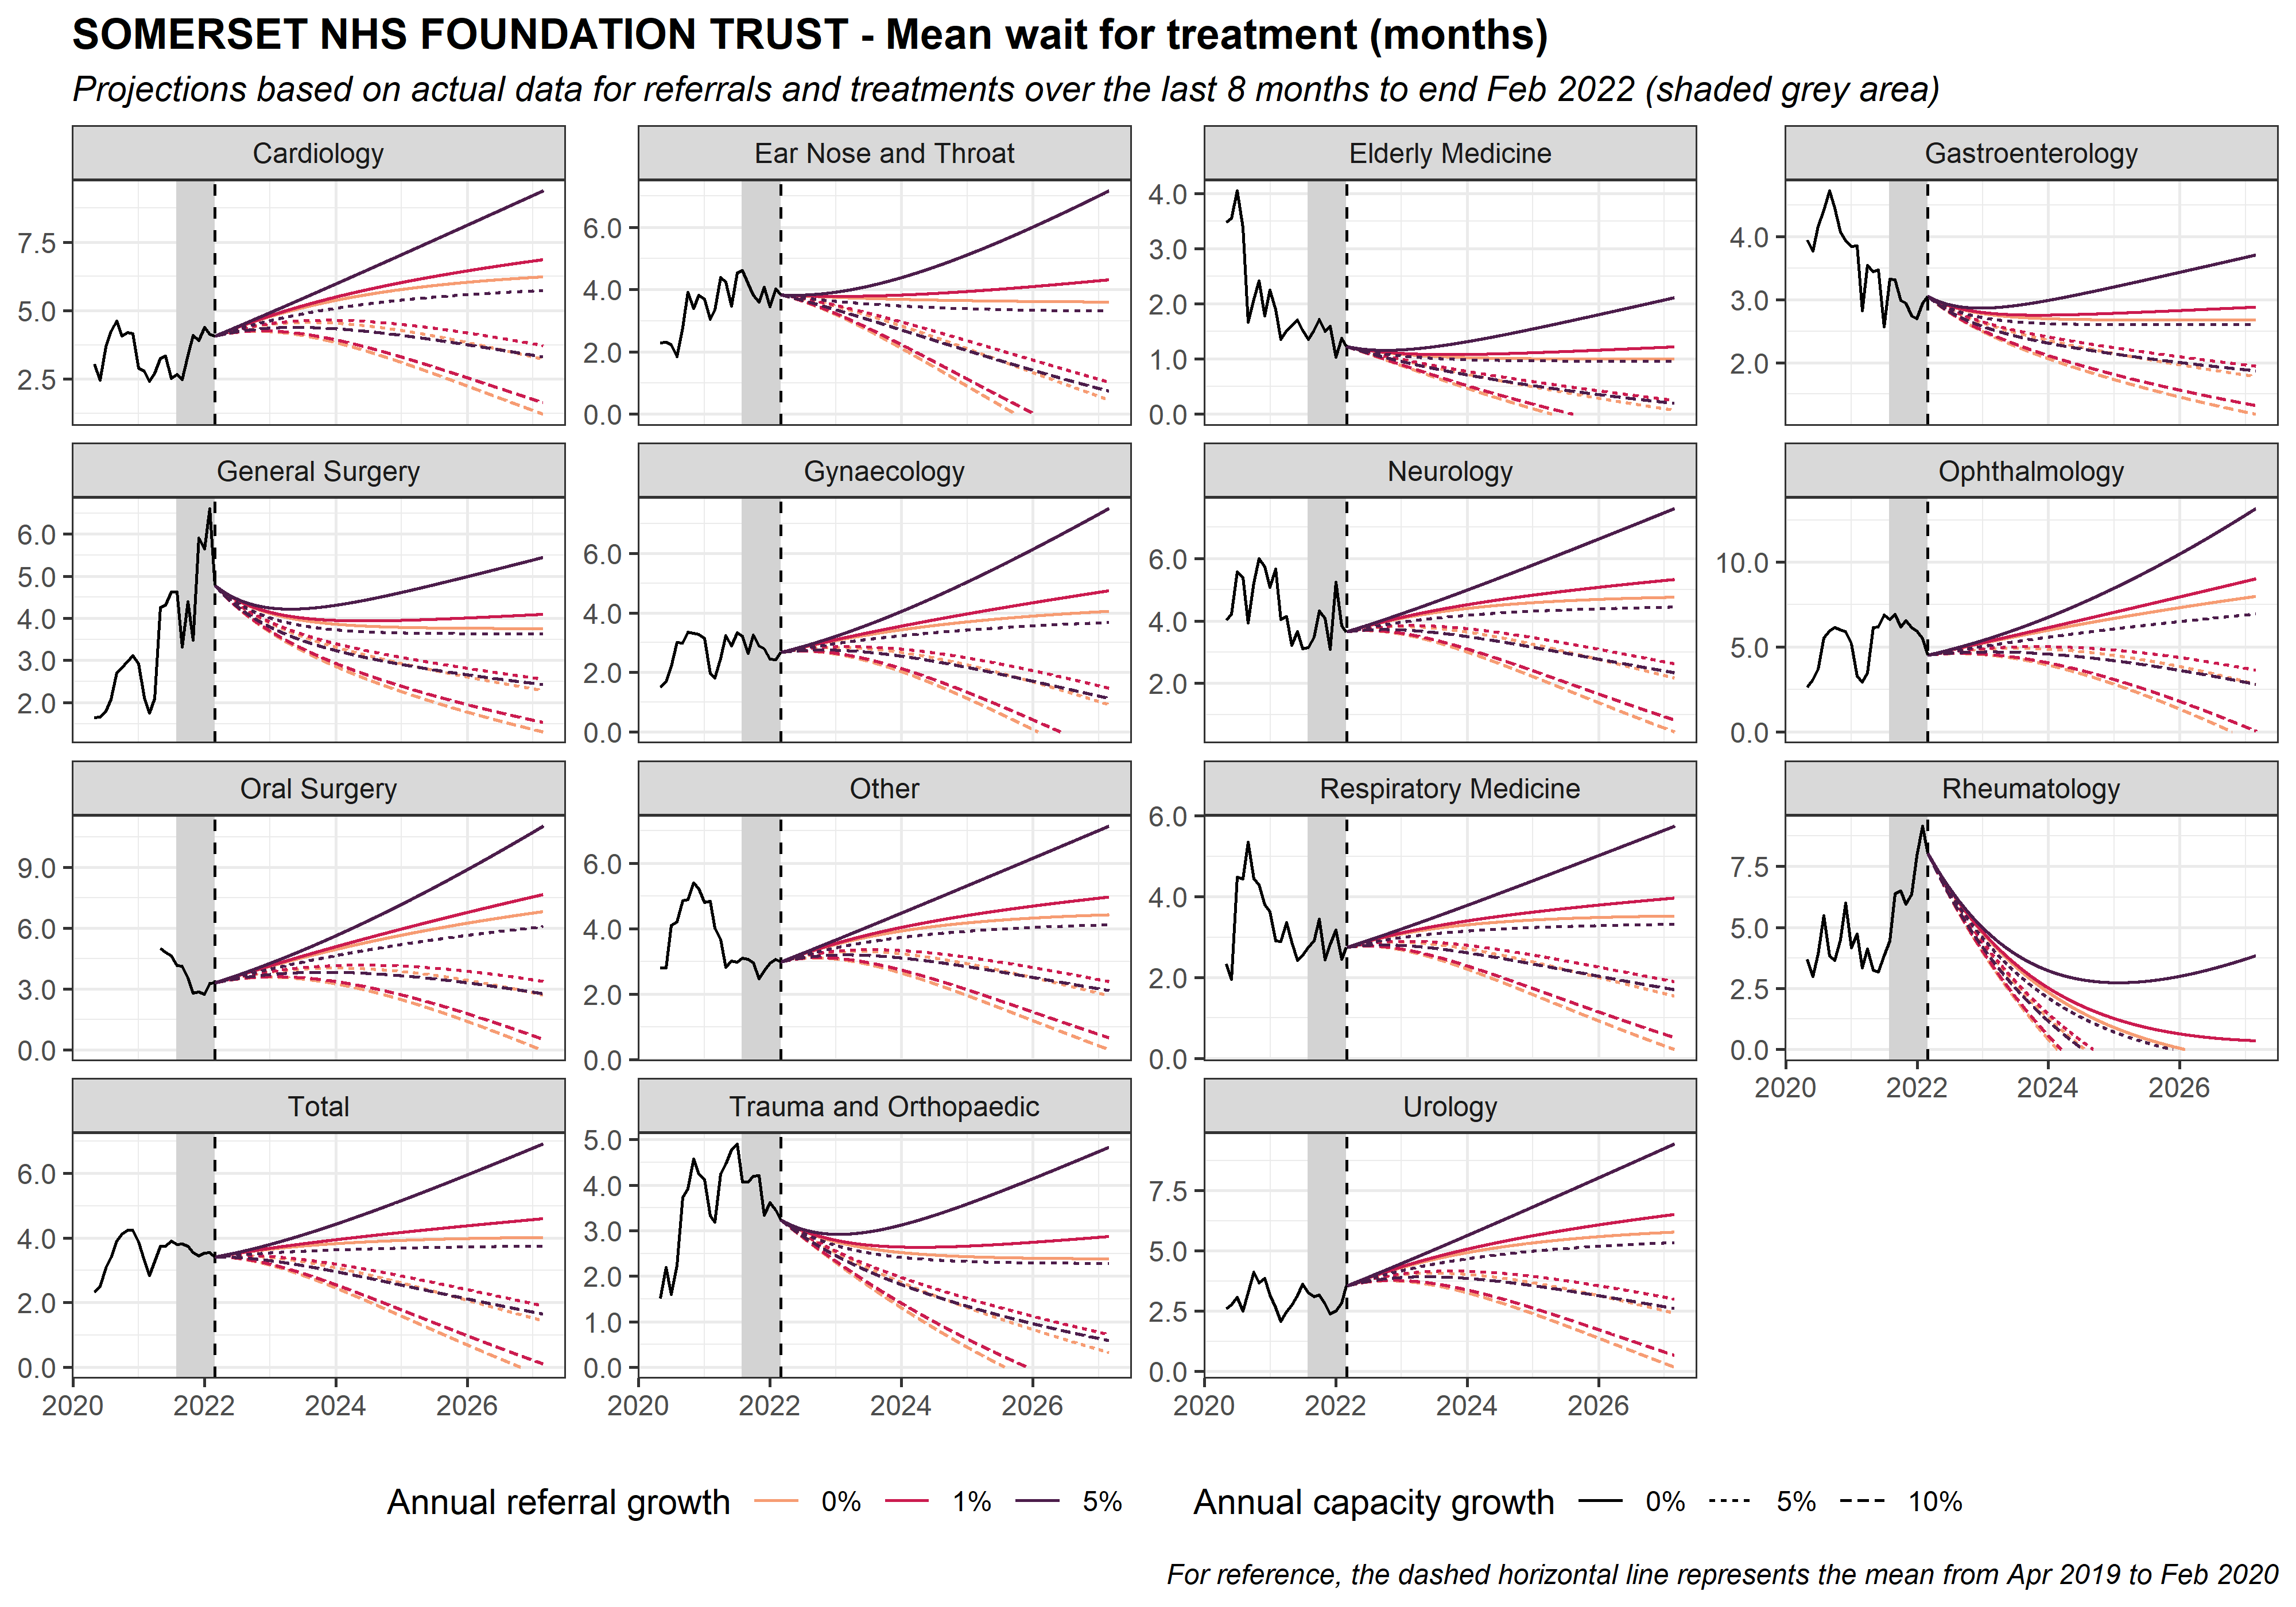 SOMERSET NHS FOUNDATION TRUST - Mean wait for treatment (months)
Projections based on actual data for referrals and treatments over the last 8 months to end Feb 2022 (shaded grey area)
Cardiology
7.5
5.0
2.5
Ear Nose and Throat
6.0
4.0
2.0
0.0
Elderly Medicine
4.0
3.0
2.0
1.0
0.0
Gastroenterology
4.0
3.0
2.0
General Surgery
6.0
5.0
4.0
3.0
2.0
Gynaecology
6.0
4.0
2.0
0.0
Neurology
6.0
4.0
2.0
Ophthalmology
10.0
5.0
0.0
Oral Surgery
9.0
6.0
3.0
0.0
Other
6.0
4.0
2.0
0.0
Respiratory Medicine
6.0
4.0
2.0
0.0
Rheumatology
7.5
5.0
2.5
0.0
2020 2022 2024 2026
Total
6.0
4.0
2.0
0.0
2020 2022 2024 2026
Trauma and Orthopaedic
5.0
4.0
3.0
2.0
1.0
0.0
2020 2022 2024 2026
Urology
7.5
5.0
2.5
0.0
2020 2022 2024 2026
Annual referral growth 0% 1% 5% Annual capacity growth 0% 5% 10%
For reference, the dashed horizontal line represents the mean from Apr 2019 to Feb 2020